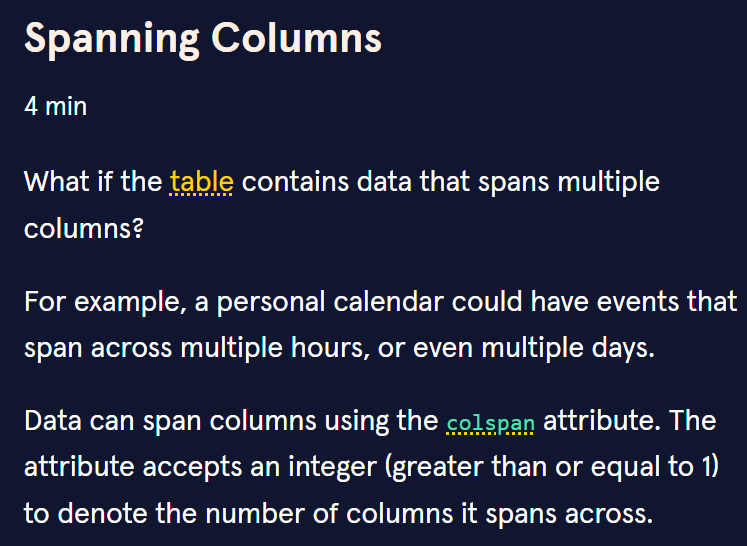 Spanning Columns
4 min
What if the table contains data that spans multiple
columns?
For example, a personal calendar could have events that
span across multiple hours, or even multiple days.
Data can span columns using the colspan attribute. The
attribute accepts an integer (greater than or equal to 1)
to denote the number of columns it spans across.